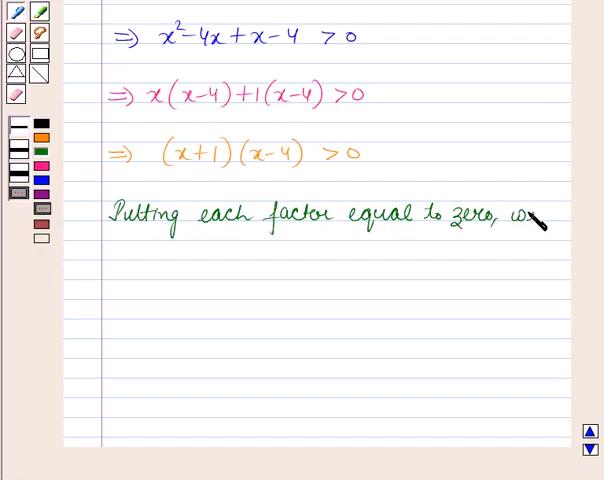 ⇒ x² - 4x + x - 4 > 0
⇒ x(x-4) + 1(x-4) > 0
⇒ (x+1)(x-4) > 0
Putting each factor equal to zero,